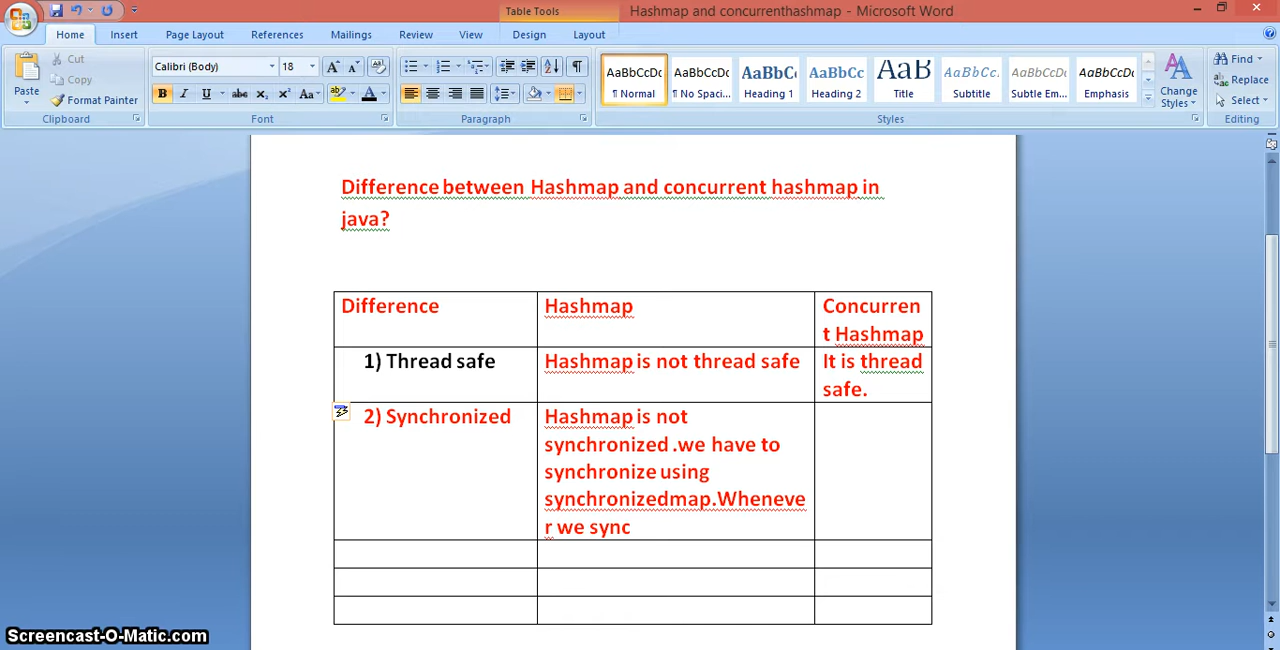 Table Tools
Hashmap and concurrenthashmap - Microsoft Word
Home Insert Page Layout References Mailings Review View Design Layout
Paste
Cut
Copy
Format Painter
Clipboard
Calibri (Body) 18
B I U abc X₂ X² Aa
Font
Paragraph
AaBbCcDc AaBbCcDc AaBbCc AaBbCc AaB AaBbCc. AaBbCcDc AaBbCcDc
¶ Normal ¶ No Spaci... Heading 1 Heading 2 Title Subtitle Subtle Em... Emphasis
Change
Styles
Styles
Find
Replace
Select
Editing
Difference between Hashmap and concurrent hashmap in
java?
Difference
Hashmap
Concurren
t Hashmap
1) Thread safe
Hashmap is not thread safe
It is thread
safe.
2) Synchronized
Hashmap is not
synchronized .we have to
synchronize using
synchronizedmap.Wheneve
r we sync
Screencast-O-Matic.com